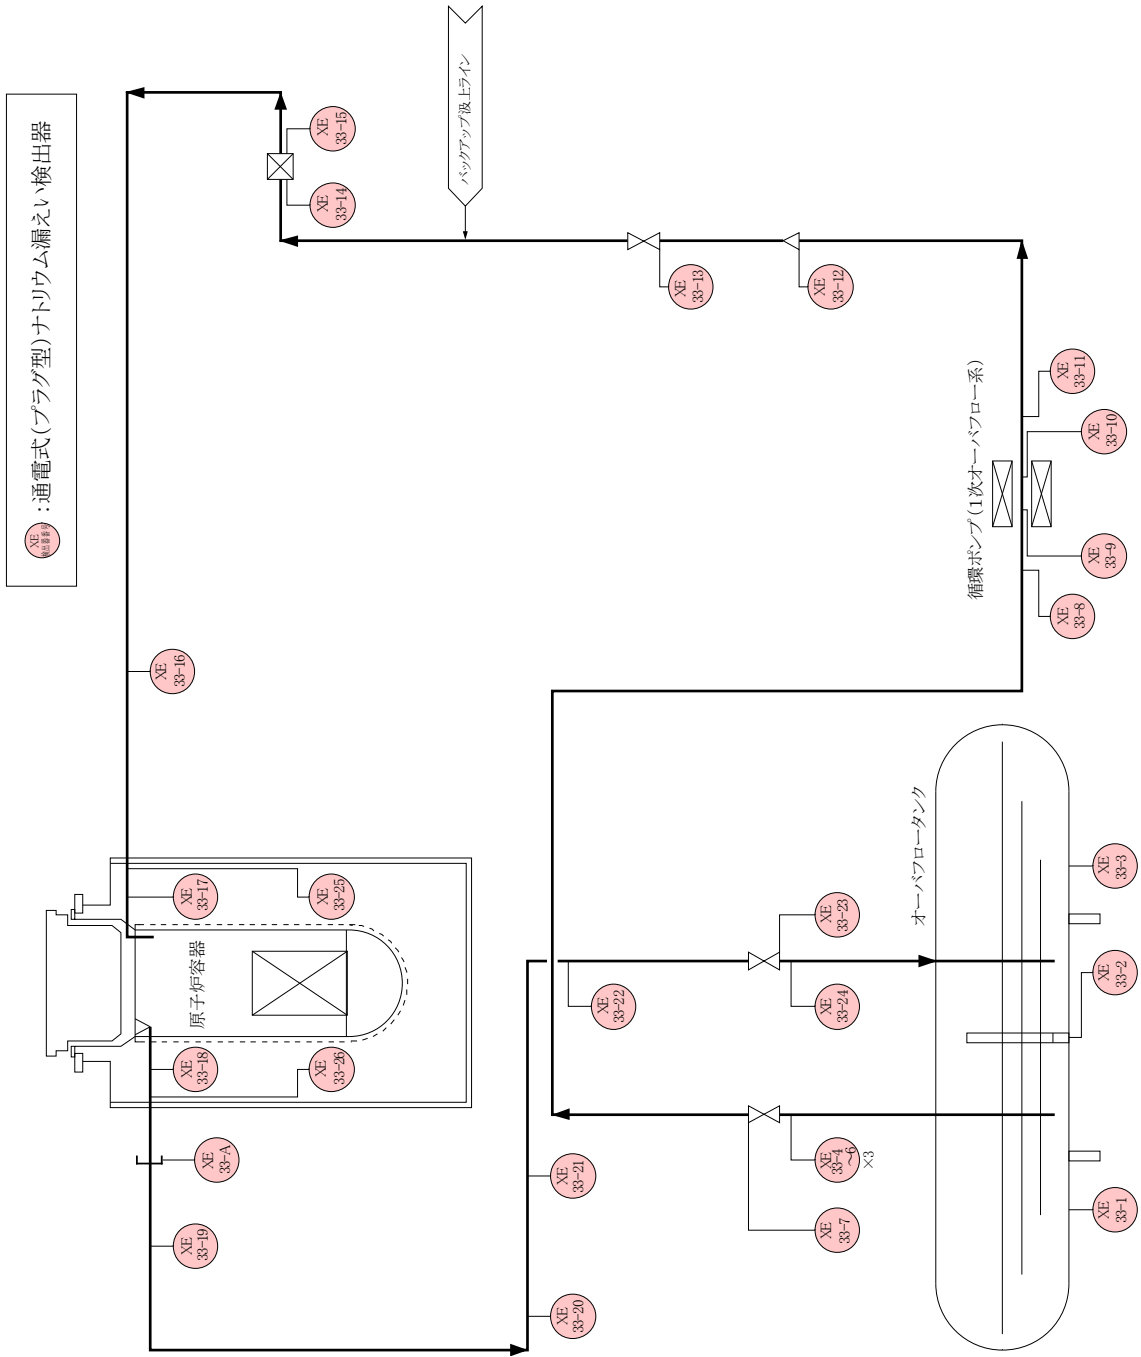 XE
検出器番号
:通電式(プラグ型)ナトリウム漏えい検出器
バックアップ汲上ライン
XE
33-15
XE
33-14
XE
33-13
XE
33-12
XE
33-11
XE
33-10
XE
33-9
XE
33-8
循環ポンプ(1次オーバフロー系)
XE
33-16
XE
33-17
XE
33-25
原子炉容器
XE
33-18
XE
33-26
XE
33-A
XE
33-19
XE
33-20
XE
33-21
XE
33-22
XE
33-23
XE
33-24
XE
33-4
~6
×3
XE
33-7
オーバフロータンク
XE
33-3
XE
33-2
XE
33-1